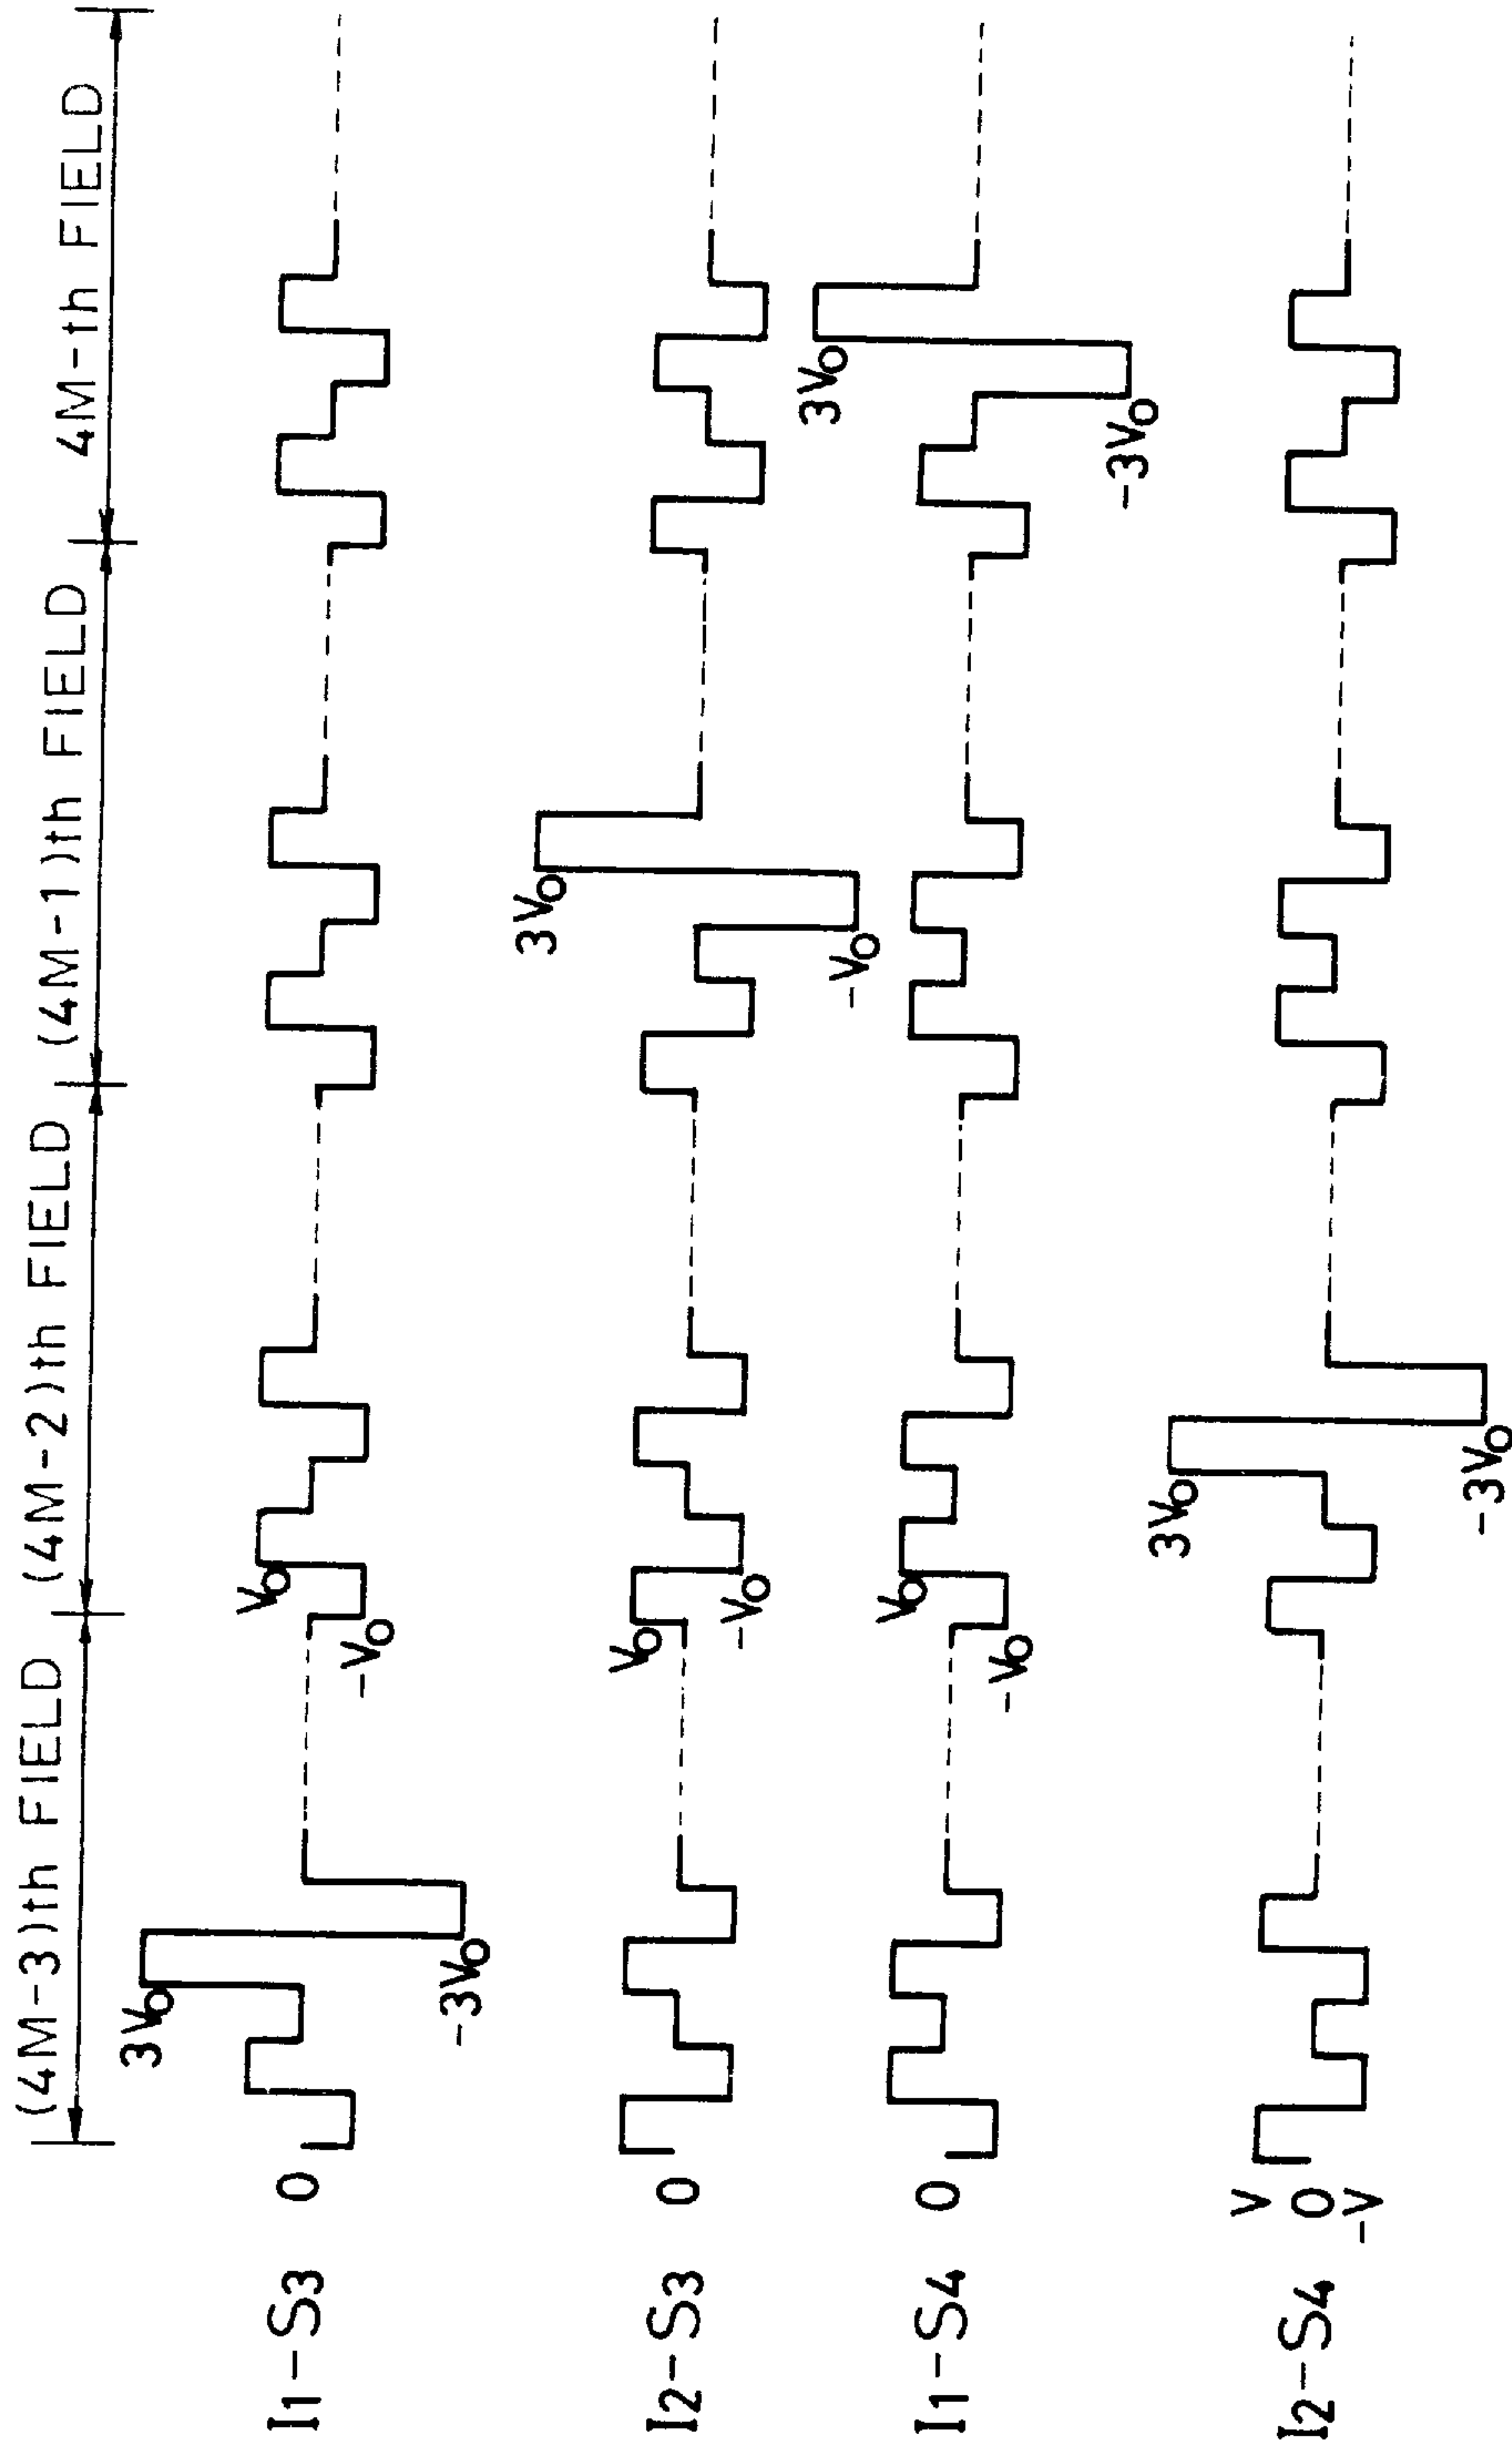 (4M-3)th FIELD (4M-2)th FIELD (4M-1)th FIELD 4M-th FIELD
I1-S3 0 3V0 -3V0 V0 -V0
I2-S3 0 V0 -V0 3V0 -V0
I1-S4 0 V0 -V0 3V0 -3V0
I2-S4 V 0 -V 3V0 -3V0